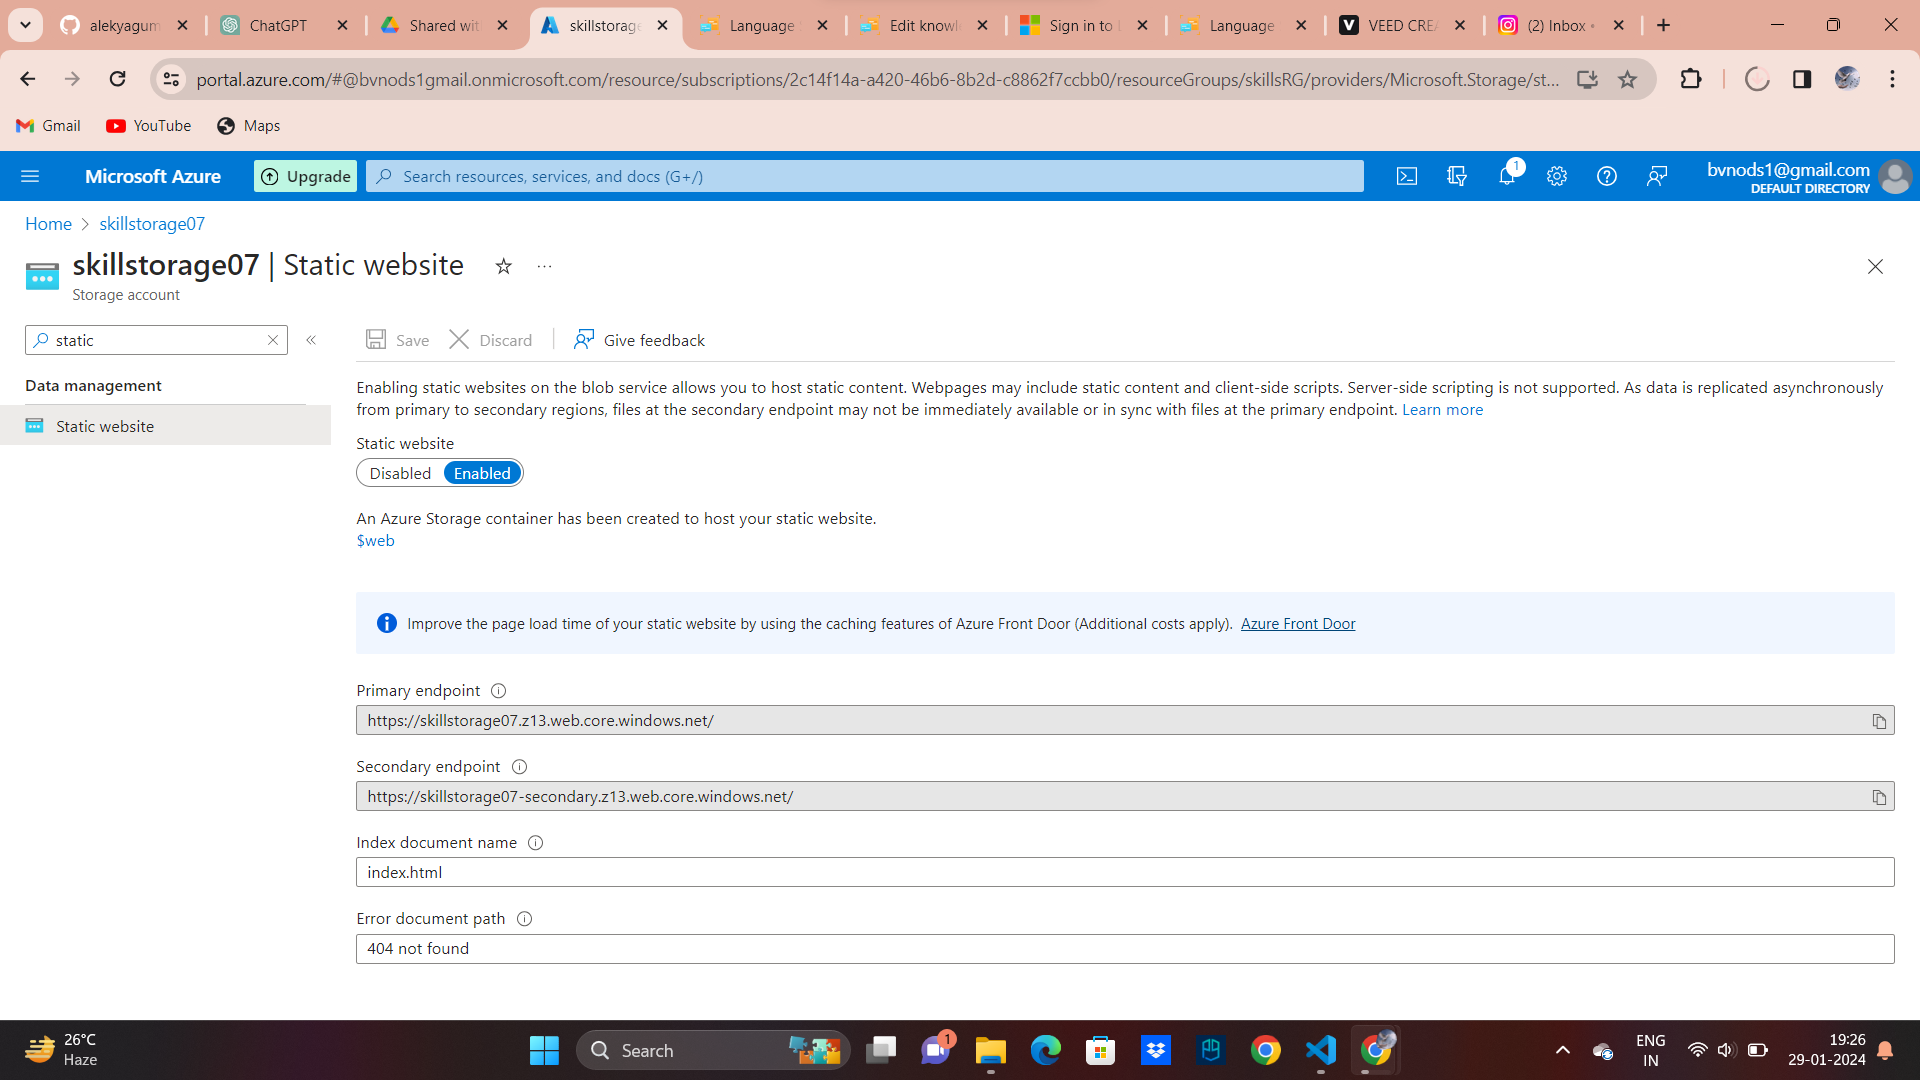 alekyagum
ChatGPT
Shared wit
skillstorage
Language
Edit knowl
Sign in to
Language
VEED CRE
(2) Inbox
portal.azure.com/#@bvnods1gmail.onmicrosoft.com/resource/subscriptions/2c14f14a-a420-46b6-8b2d-c8862f7ccbb0/resourceGroups/skillsRG/providers/Microsoft.Storage/st...
Gmail
YouTube
Maps
Microsoft Azure
Upgrade
Search resources, services, and docs (G+/)
1
bvnods1@gmail.com
DEFAULT DIRECTORY
Home > skillstorage07
skillstorage07 | Static website
Storage account
static
Save
Discard
Give feedback
Data management
Static website
Enabling static websites on the blob service allows you to host static content. Webpages may include static content and client-side scripts. Server-side scripting is not supported. As data is replicated asynchronously
from primary to secondary regions, files at the secondary endpoint may not be immediately available or in sync with files at the primary endpoint. Learn more
Static website
Disabled Enabled
An Azure Storage container has been created to host your static website.
$web
Improve the page load time of your static website by using the caching features of Azure Front Door (Additional costs apply). Azure Front Door
Primary endpoint
https://skillstorage07.z13.web.core.windows.net/
Secondary endpoint
https://skillstorage07-secondary.z13.web.core.windows.net/
Index document name
index.html
Error document path
404 not found
26°C
Haze
Search
1
ENG
IN
19:26
29-01-2024